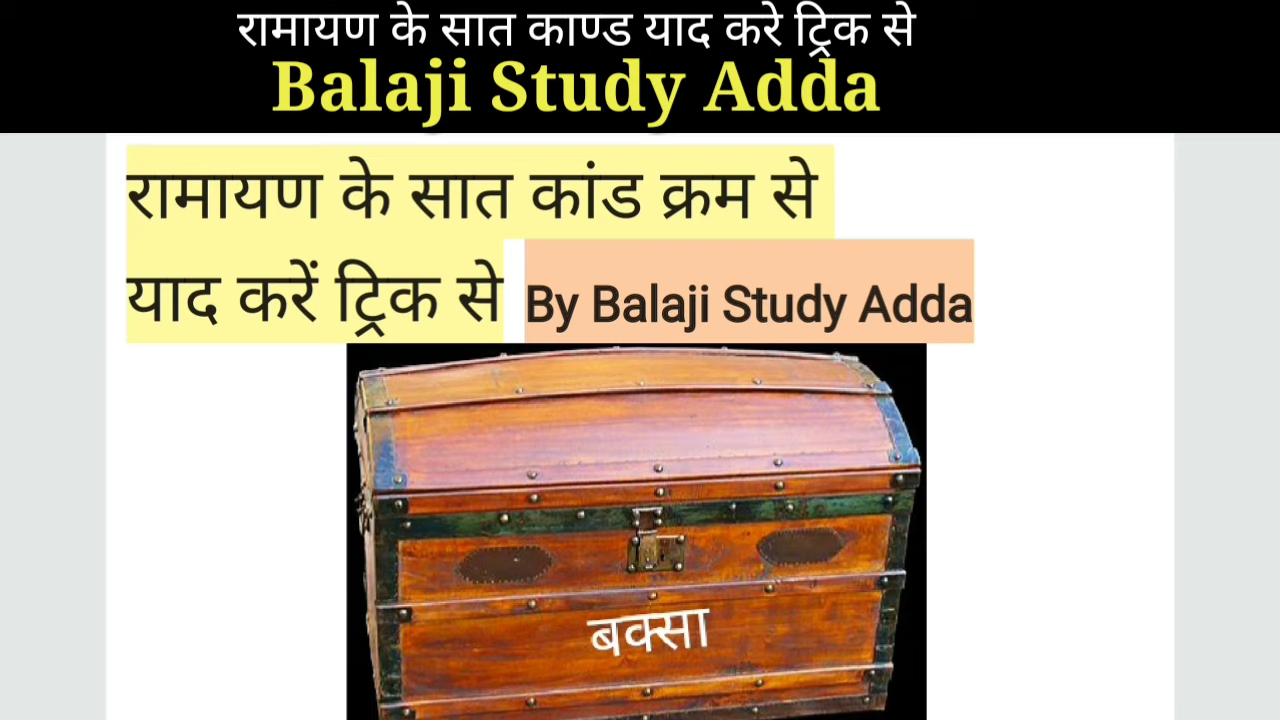 रामायण के सात काण्ड याद करे ट्रिक से
Balaji Study Adda
रामायण के सात कांड क्रम से
याद करें ट्रिक से By Balaji Study Adda
बक्सा